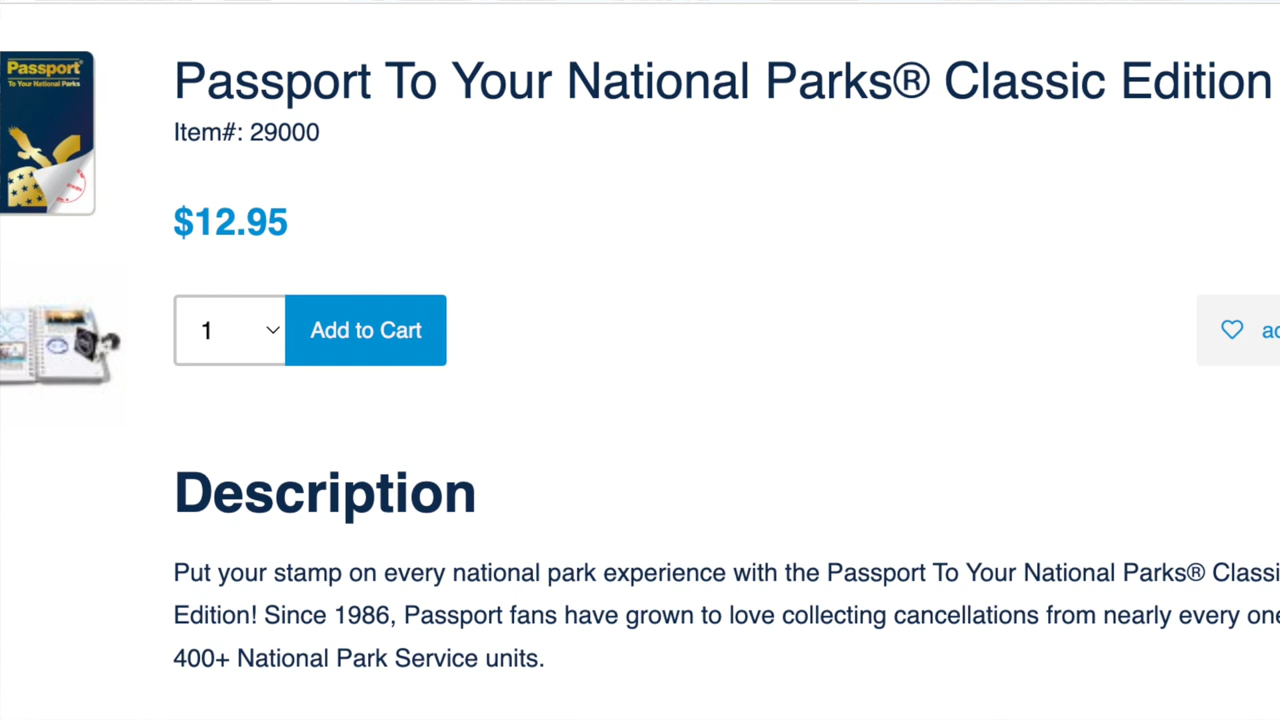 Passport
To Your National Parks
Passport To Your National Parks® Classic Edition
Item#: 29000
$12.95
1
Add to Cart
Description
Put your stamp on every national park experience with the Passport To Your National Parks® Classi
Edition! Since 1986, Passport fans have grown to love collecting cancellations from nearly every one
400+ National Park Service units.